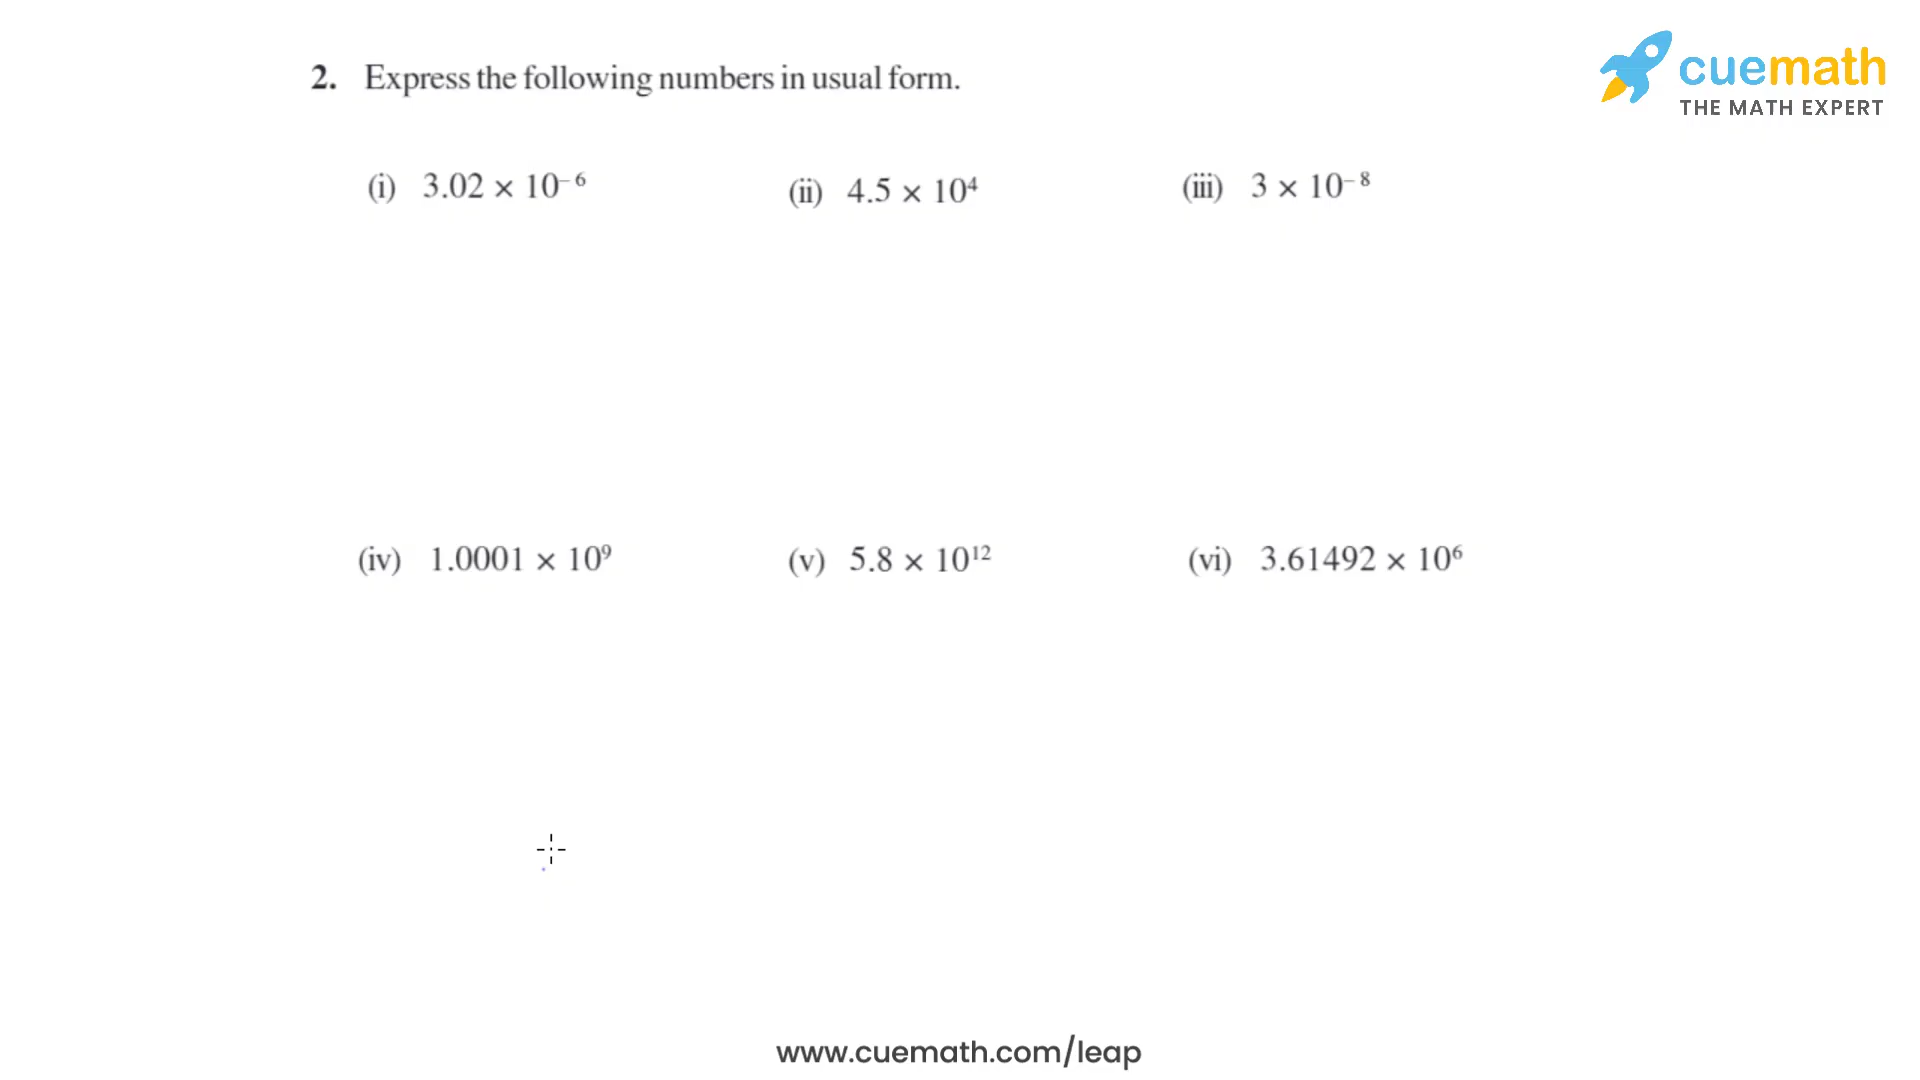 cuemath
THE MATH EXPERT
2. Express the following numbers in usual form.
(i) 3.02 × 10⁻⁶ (ii) 4.5 × 10⁴ (iii) 3 × 10⁻⁸
(iv) 1.0001 × 10⁹ (v) 5.8 × 10¹² (vi) 3.61492 × 10⁶
www.cuemath.com/leap